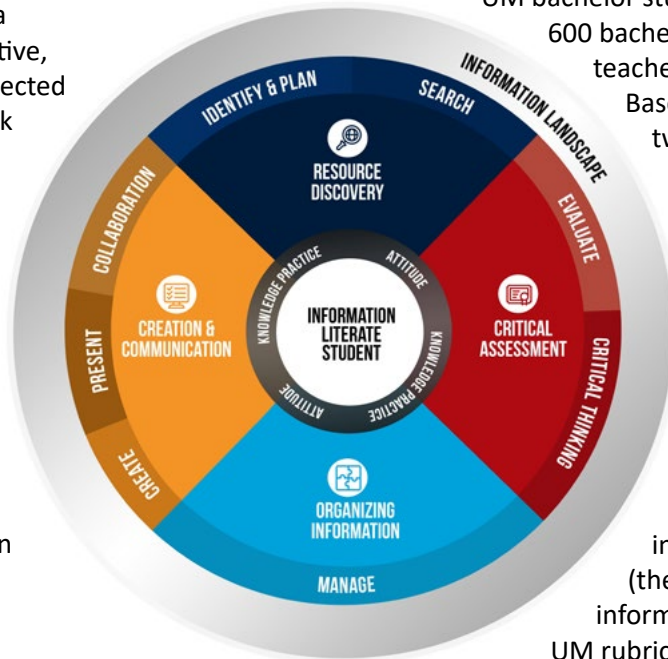 a
tive,
ected
k
n
UM bachelor stu
600 bache
teache
Bas
tw
in
(the
inform
UM rubric
INFORMATION LANDSCAPE
IDENTIFY & PLAN
SEARCH
RESOURCE
DISCOVERY
EVALUATE
CRITICAL THINKING
CRITICAL
ASSESSMENT
MANAGE
ORGANIZING
INFORMATION
CREATE
PRESENT
COLLABORATION
CREATION &
COMMUNICATION
KNOWLEDGE PRACTICE
ATTITUDE
KNOWLEDGE PRACTICE
ATTITUDE
INFORMATION
LITERATE
STUDENT